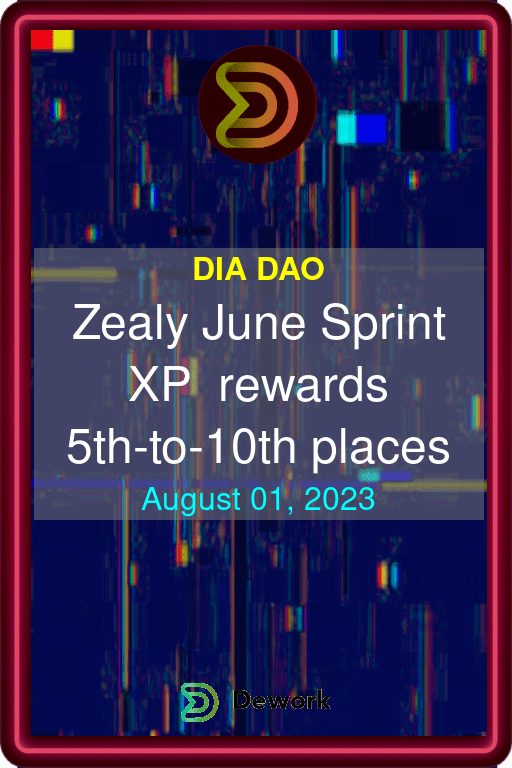 DIA DAO
Zealy June Sprint
XP  rewards
5th-to-10th places
August 01, 2023
Dework